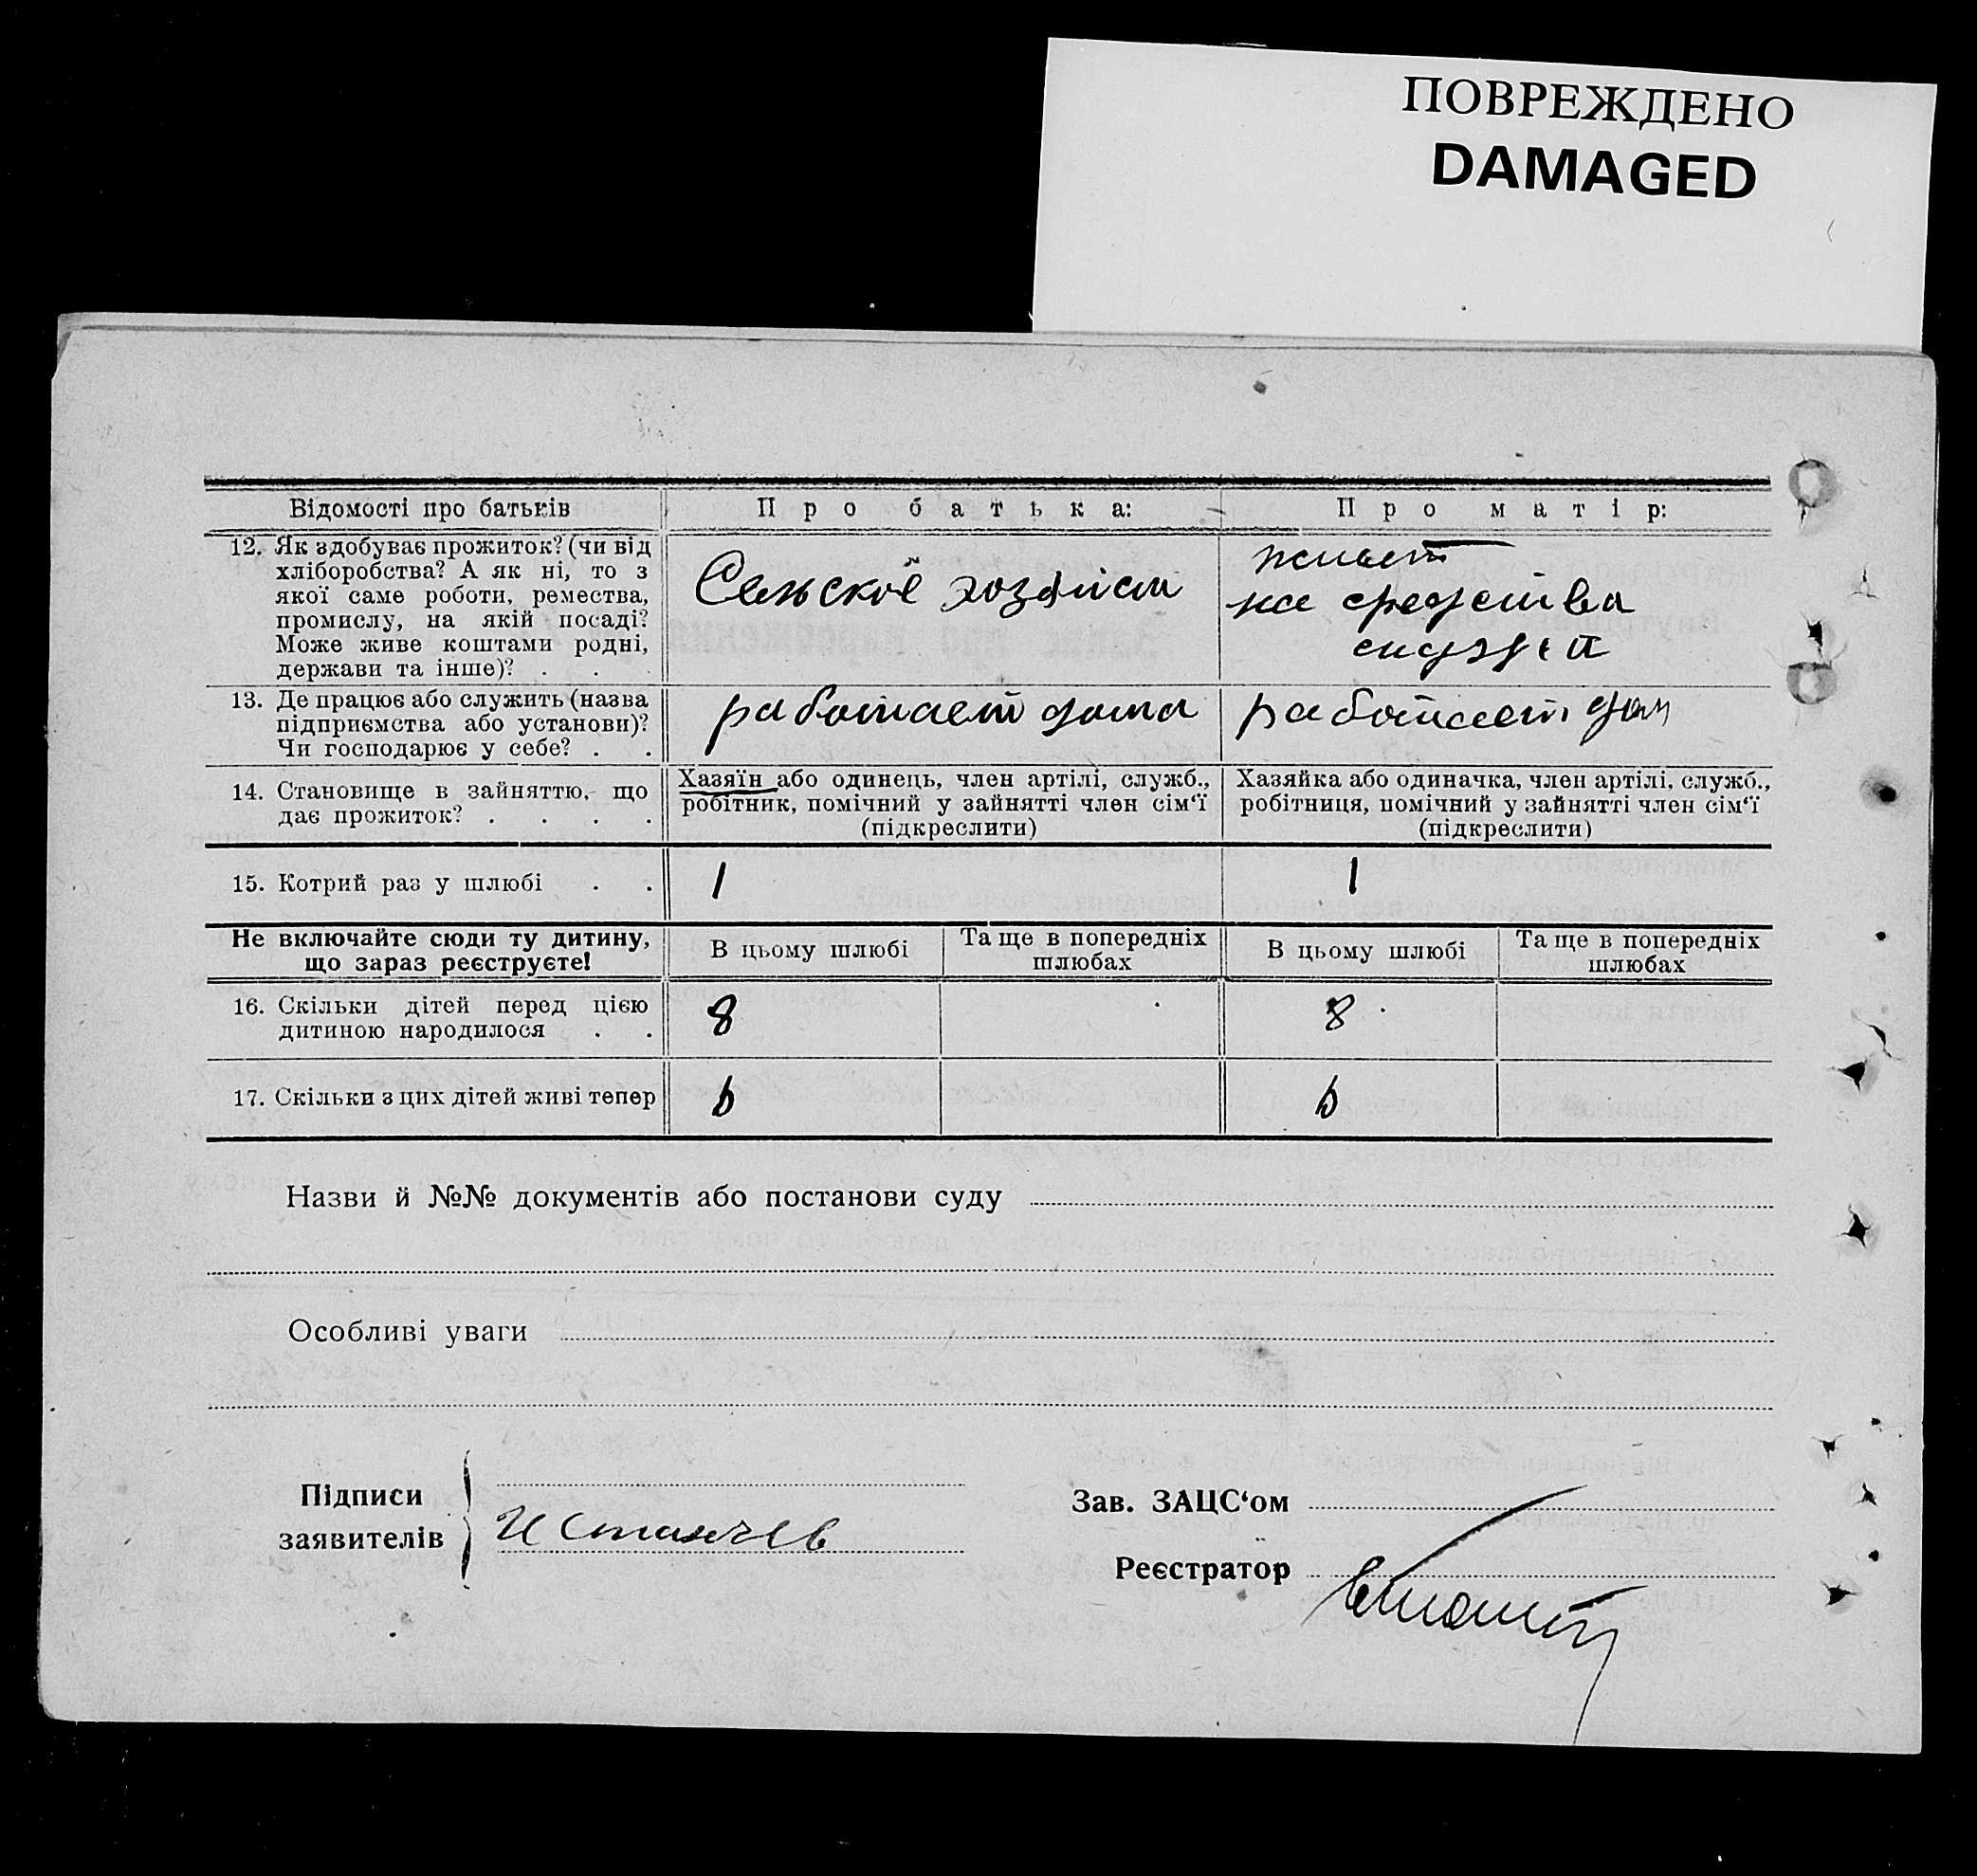 ПОВРЕЖДЕНО
DAMAGED
Відомості про батьків
Про батька:
Про матір:
12. Як здобуває прожиток? (чи від
хліборобства? А як ні, то з
якої саме роботи, ремества,
промислу, на якій посаді?
Може живе коштами родні,
держави та інше)? . .
Сельское
живет
на средства
13. Де працює або служить (назва
підприємства або установи)?
Чи господарює у себе? . .
работает дома
работает дом
14. Становище в зайняттю, що
дає прожиток? . . . .
Хазяїн або одинець, член артілі, служб.,
робітник, помічний у зайнятті член сім‘ї
(підкреслити)
Хазяйка або одиначка, член артілі, служб.,
робітниця, помічний у зайнятті член сім‘ї
(підкреслити)
15. Котрий раз у шлюбі . .
1
1
Не включайте сюди ту дитину,
що зараз реєструєте!
В цьому шлюбі
Та ще в попередніх
шлюбах
В цьому шлюбі
Та ще в попередніх
шлюбах
16. Скільки дітей перед цією
дитиною народилося . .
8
8
17. Скільки з цих дітей живі тепер
6
6
Назви й №№ документів або постанови суду
Особливі уваги
Підписи
заявителів
И Станчев
Зав. ЗАЦС‘ом
Реєстратор